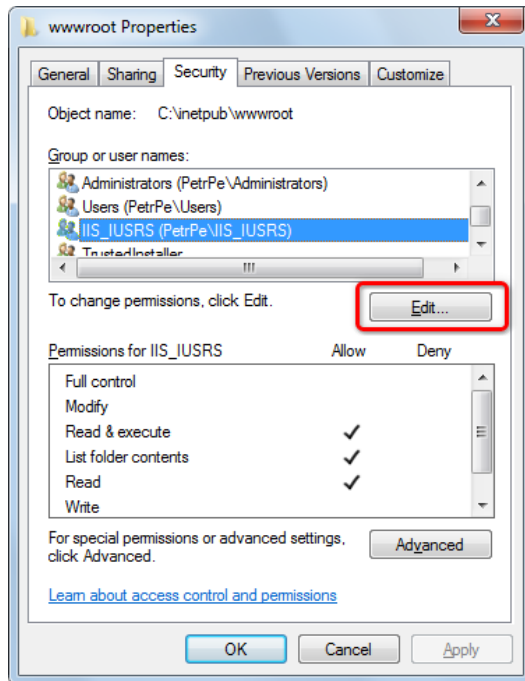 wwwroot Properties
General Sharing Security Previous Versions Customize
Object name: C:\inetpub\wwwroot
Group or user names:
Administrators (PetrPe\Administrators)
Users (PetrPe\Users)
IIS_IUSRS (PetrPe\IIS_IUSRS)
TrustedInstaller
To change permissions, click Edit.
Edit...
Permissions for IIS_IUSRS Allow Deny
Full control
Modify
Read & execute
List folder contents
Read
Write
For special permissions or advanced settings,
click Advanced.
Advanced
Learn about access control and permissions
OK Cancel Apply